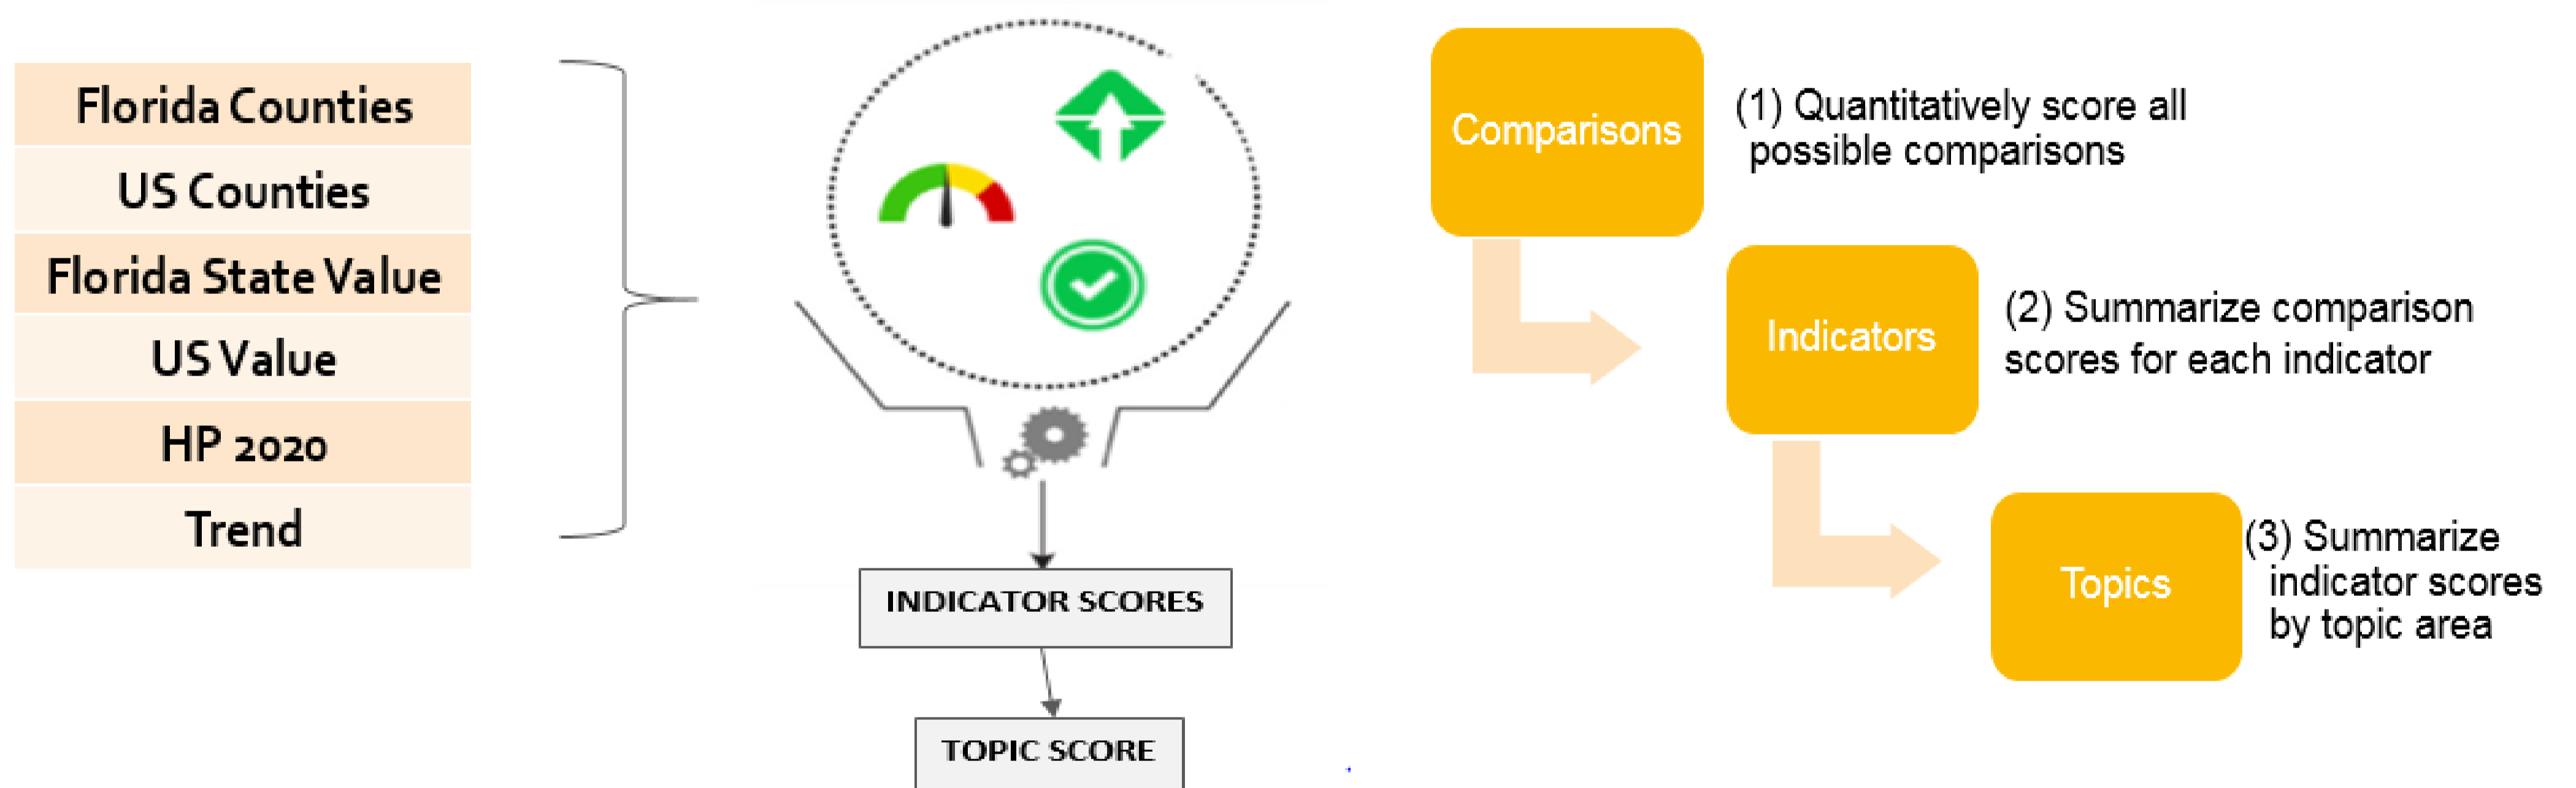 Florida Counties
US Counties
Florida State Value
US Value
HP 2020
Trend
INDICATOR SCORES
TOPIC SCORE
Comparisons
(1) Quantitatively score all
possible comparisons
Indicators
(2) Summarize comparison
scores for each indicator
Topics
(3) Summarize
indicator scores
by topic area